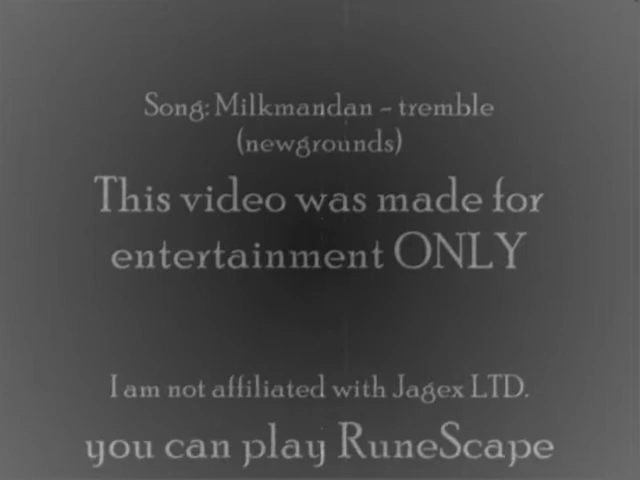 Song: Milkmandan - tremble
(newgrounds)
This video was made for
entertainment ONLY
I am not affiliated with Jagex LTD.
you can play RuneScape